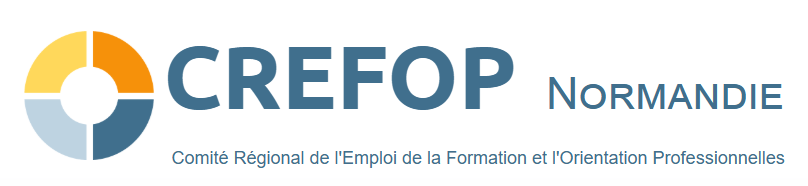 CREFOP NORMANDIE
Comité Régional de l'Emploi de la Formation et l'Orientation Professionnelles